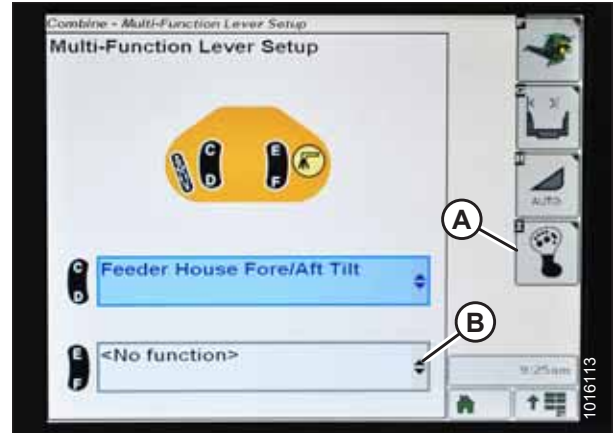 Combine - Multi-Function Lever Setup
Multi-Function Lever Setup
C
D
E
F
A
AUTO
C
D
Feeder House Fore/Aft Tilt
B
E
F
<No function>
9:25am
1016113